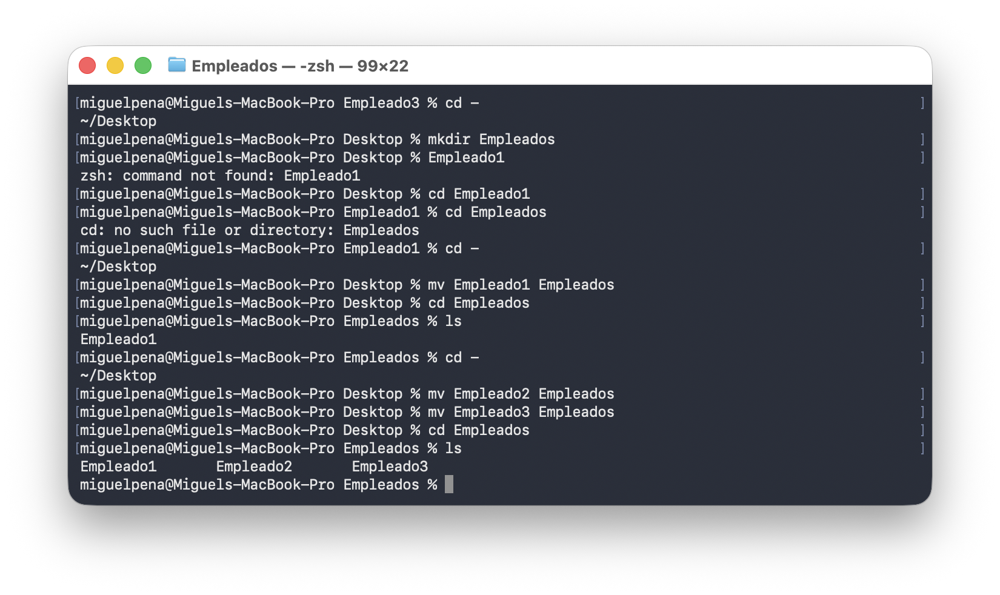 Empleados — -zsh — 99×22
[miguelpena@Miguels-MacBook-Pro Empleado3 % cd - ]
~/Desktop
[miguelpena@Miguels-MacBook-Pro Desktop % mkdir Empleados ]
[miguelpena@Miguels-MacBook-Pro Desktop % Empleado1 ]
zsh: command not found: Empleado1
[miguelpena@Miguels-MacBook-Pro Desktop % cd Empleado1 ]
[miguelpena@Miguels-MacBook-Pro Empleado1 % cd Empleados ]
cd: no such file or directory: Empleados
[miguelpena@Miguels-MacBook-Pro Empleado1 % cd - ]
~/Desktop
[miguelpena@Miguels-MacBook-Pro Desktop % mv Empleado1 Empleados ]
[miguelpena@Miguels-MacBook-Pro Desktop % cd Empleados ]
[miguelpena@Miguels-MacBook-Pro Empleados % ls ]
Empleado1
[miguelpena@Miguels-MacBook-Pro Empleados % cd - ]
~/Desktop
[miguelpena@Miguels-MacBook-Pro Desktop % mv Empleado2 Empleados ]
[miguelpena@Miguels-MacBook-Pro Desktop % mv Empleado3 Empleados ]
[miguelpena@Miguels-MacBook-Pro Desktop % cd Empleados ]
[miguelpena@Miguels-MacBook-Pro Empleados % ls ]
Empleado1 Empleado2 Empleado3
miguelpena@Miguels-MacBook-Pro Empleados %